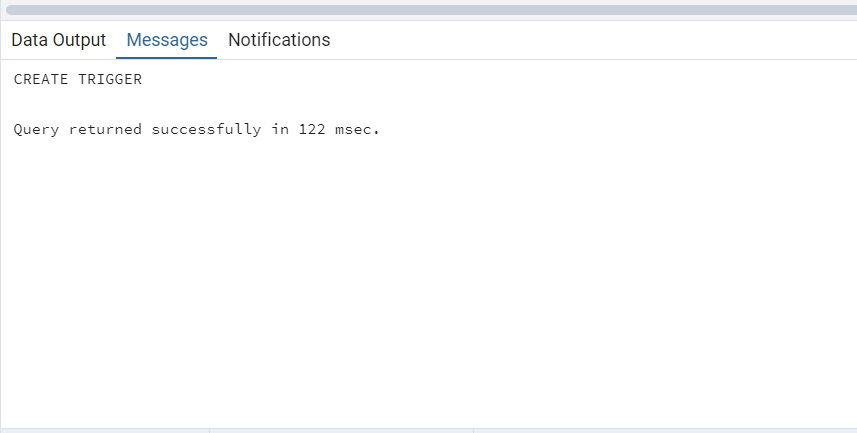 Data Output Messages Notifications
CREATE TRIGGER
Query returned successfully in 122 msec.